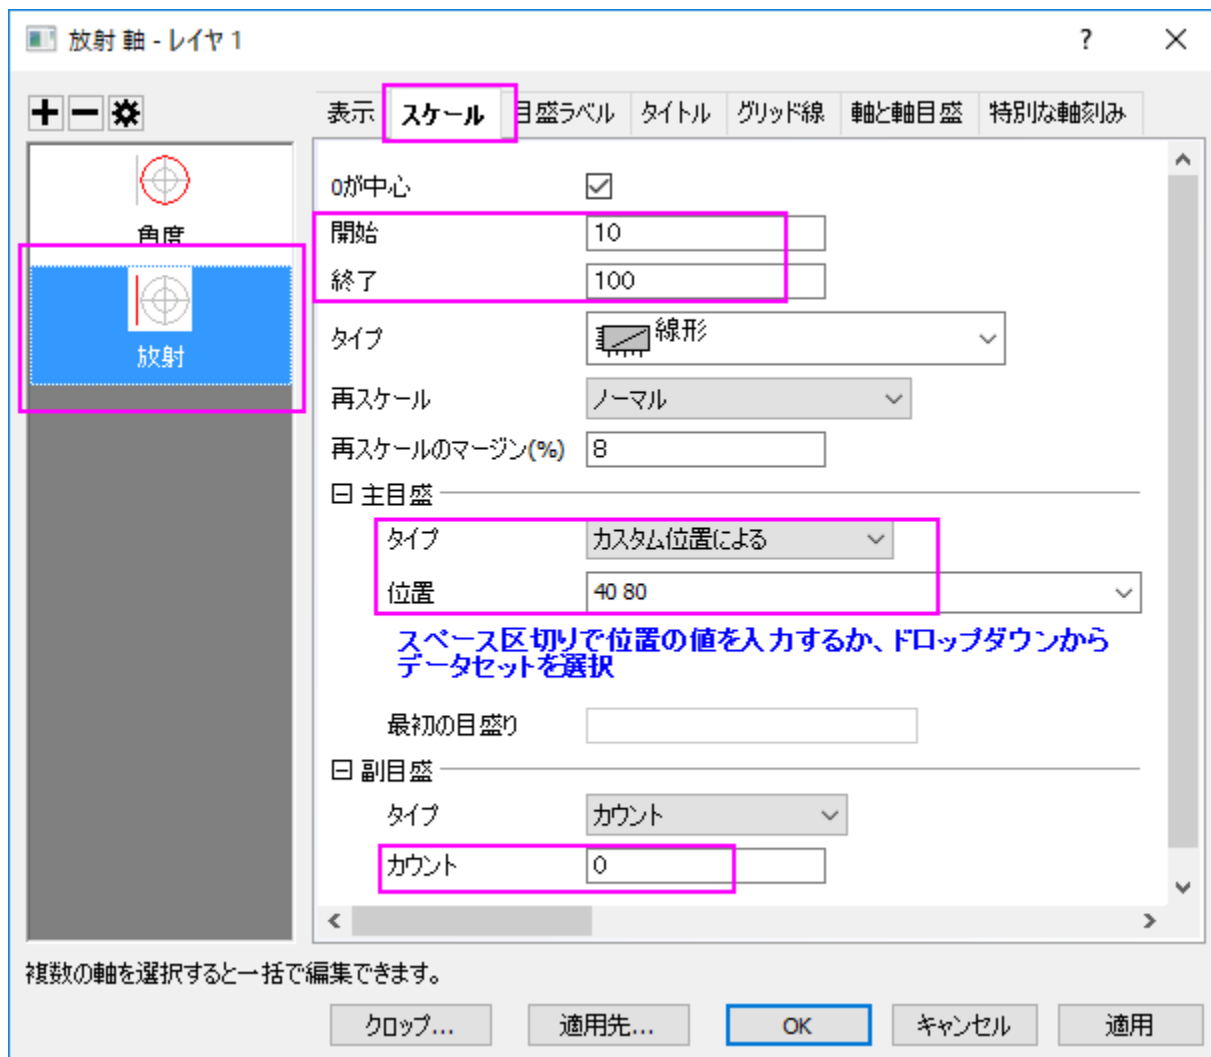 放射 軸 - レイヤ 1
?
表示 スケール 目盛ラベル タイトル グリッド線 軸と軸目盛 特別な軸刻み
角度
放射
0が中心
開始 10
終了 100
タイプ 線形
再スケール ノーマル
再スケールのマージン(%) 8
主目盛
タイプ カスタム位置による
位置 40 80
スペース区切りで位置の値を入力するか、ドロップダウンから
データセットを選択
最初の目盛り
副目盛
タイプ カウント
カウント 0
複数の軸を選択すると一括で編集できます。
クロップ... 適用先... OK キャンセル 適用